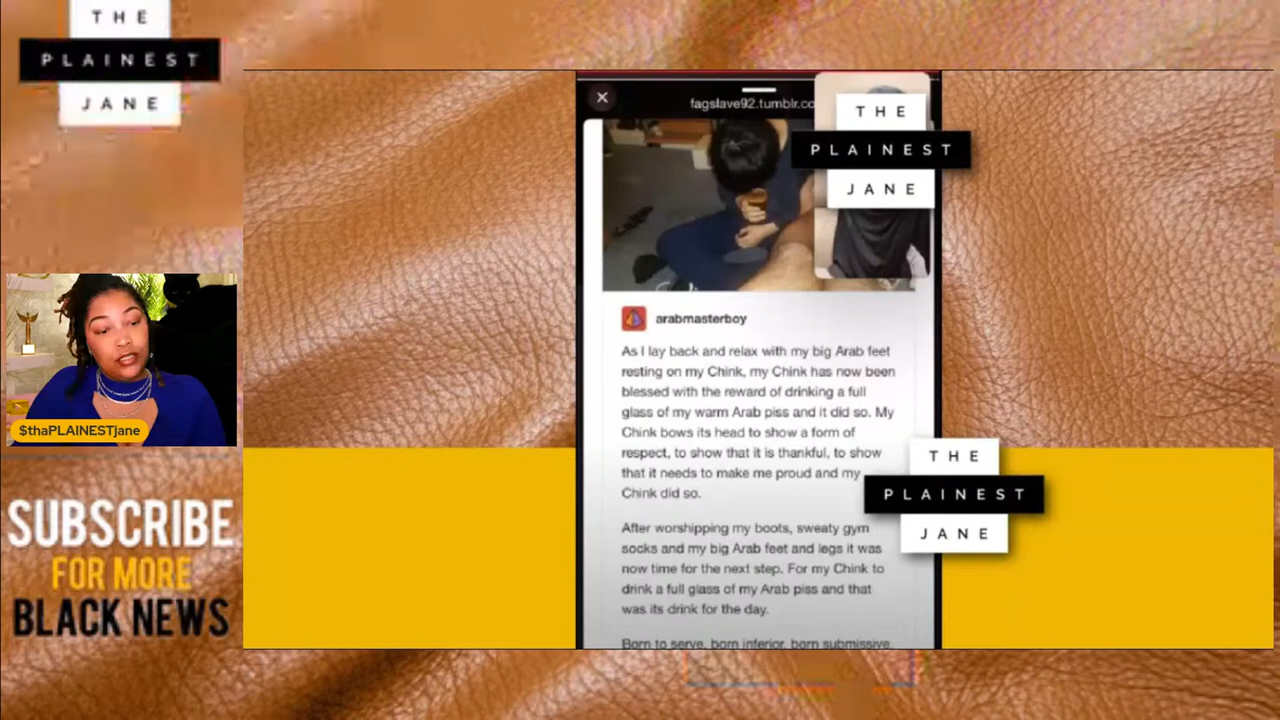 THE
PLAINEST
JANE
fagslave92.tumblr.co
THE
PLAINEST
JANE
arabmasterboy
As I lay back and relax with my big Arab feet
resting on my Chink, my Chink has now been
blessed with the reward of drinking a full
glass of my warm Arab piss and it did so. My
Chink bows its head to show a form of
respect, to show that it is thankful, to show
that it needs to make me proud and my
Chink did so.
After worshipping my boots, sweaty gym
socks and my big Arab feet and legs it was
now time for the next step. For my Chink to
drink a full glass of my Arab piss and that
was its drink for the day.
Born to serve, born inferior, born submissive,
THE
PLAINEST
JANE
$thaPLAINESTjane
SUBSCRIBE
FOR MORE
BLACK NEWS